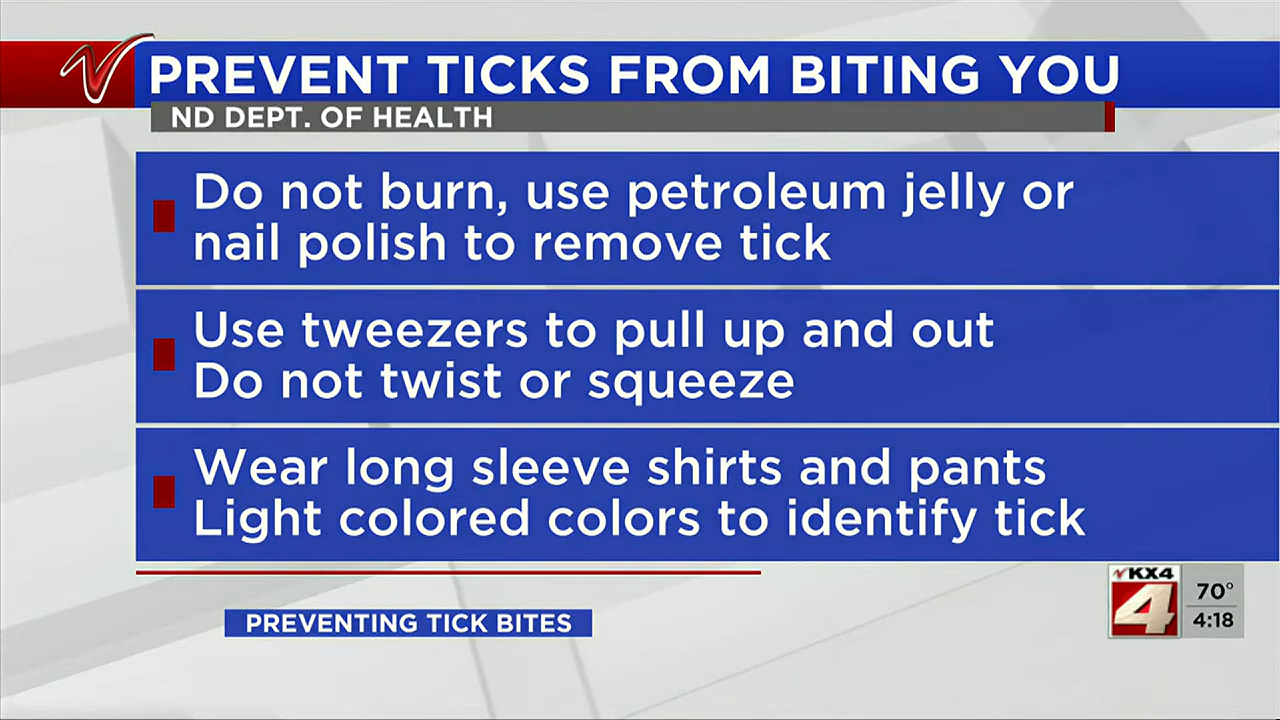 PREVENT TICKS FROM BITING YOU
ND DEPT. OF HEALTH
Do not burn, use petroleum jelly or
nail polish to remove tick
Use tweezers to pull up and out
Do not twist or squeeze
Wear long sleeve shirts and pants
Light colored colors to identify tick
PREVENTING TICK BITES
KX4
4
70°
4:18